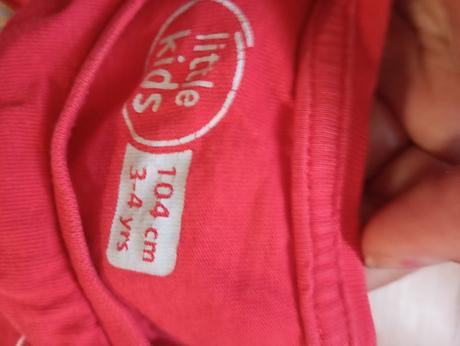 little
kids
104 cm
3-4 yrs